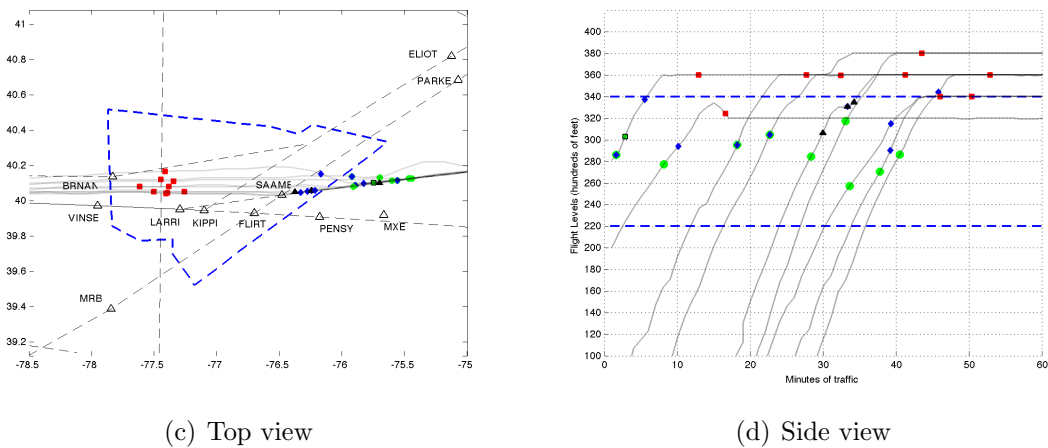 41
40.8
40.6
40.4
40.2
40
39.8
39.6
39.4
39.2
-78.5 -78 -77.5 -77 -76.5 -76 -75.5 -75
ELIOT
PARKE
BRNAN
SAAME
VINSE
LARRI
KIPPI
FLIRT
PENSY
MXE
MRB
Flight Levels (hundreds of feet)
380
360
340
320
300
280
260
240
220
200
180
160
140
120
100
0 10 20 30 40 50 60
Minutes of traffic
(c) Top view
(d) Side view